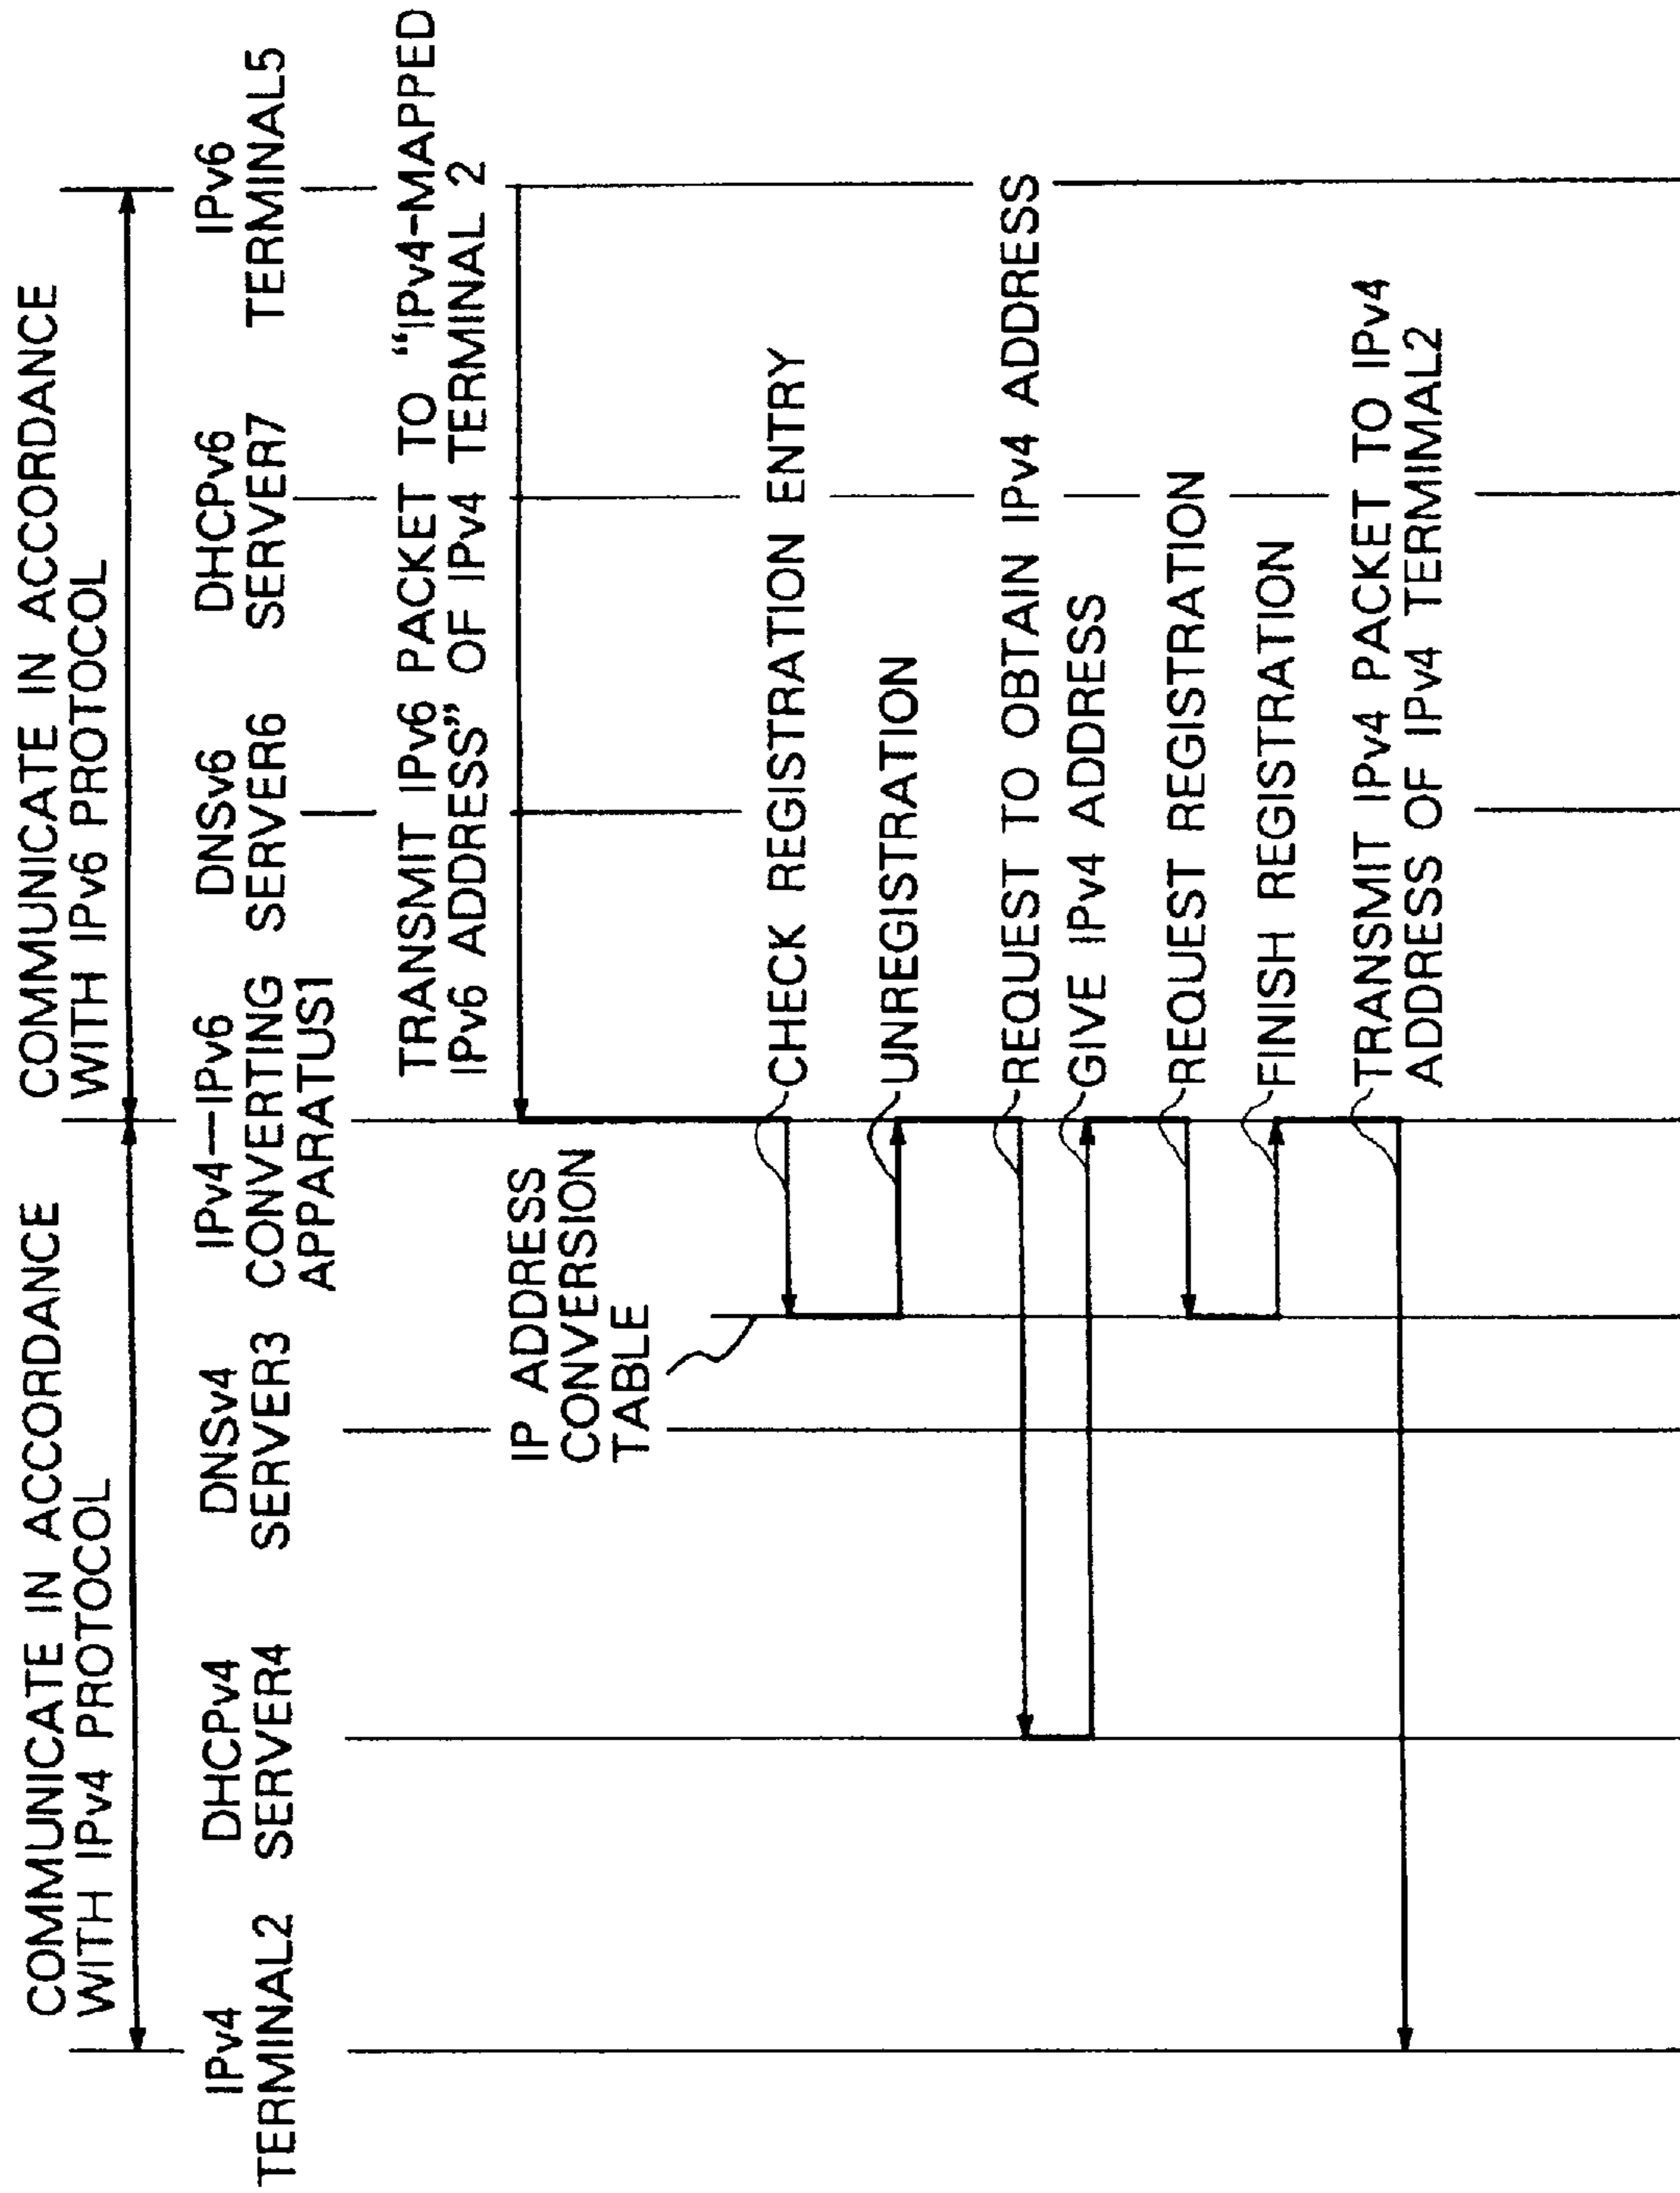 COMMUNICATE IN ACCORDANCE
WITH IPv4 PROTOCOL
COMMUNICATE IN ACCORDANCE
WITH IPv6 PROTOCOL
IPv4
TERMINAL2
DHCPv4
SERVER4
DNSv4
SERVER3
IPv4—IPv6
CONVERTING
APPARATUS1
DNSv6
SERVER6
DHCPv6
SERVER7
IPv6
TERMINAL5
TRANSMIT IPv6 PACKET TO "IPv4-MAPPED
IPv6 ADDRESS" OF IPv4 TERMINAL 2
IP ADDRESS
CONVERSION
TABLE
CHECK REGISTRATION ENTRY
UNREGISTRATION
REQUEST TO OBTAIN IPv4 ADDRESS
GIVE IPv4 ADDRESS
REQUEST REGISTRATION
FINISH REGISTRATION
TRANSMIT IPv4 PACKET TO IPv4
ADDRESS OF IPv4 TERMIMAL2